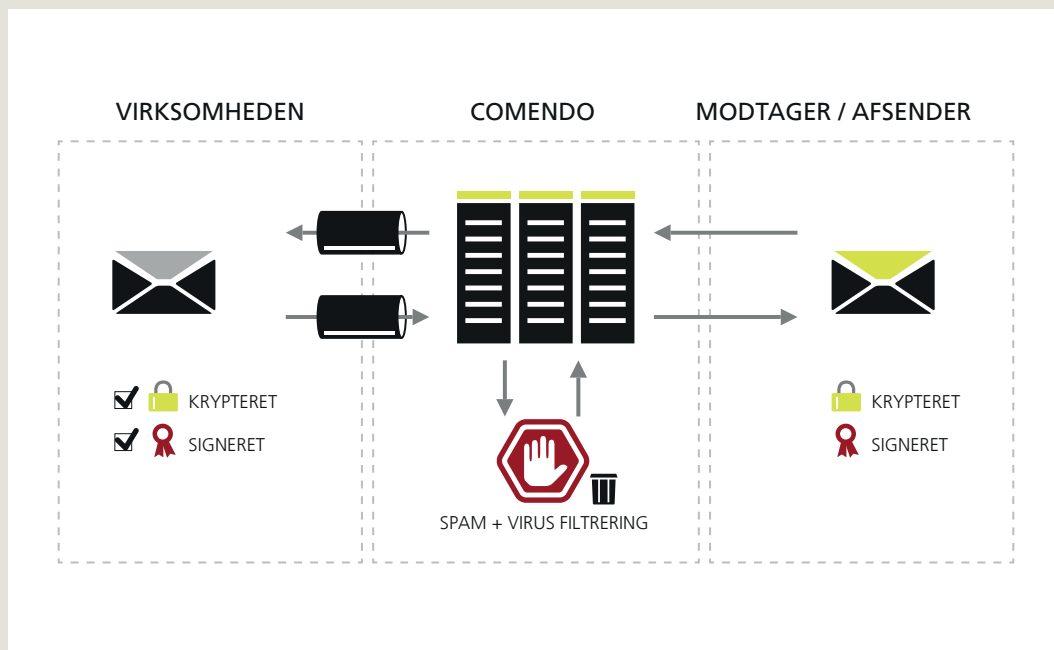 VIRKSOMHEDEN
COMENDO
MODTAGER / AFSENDER
KRYPTERET
SIGNERET
SPAM + VIRUS FILTRERING
KRYPTERET
SIGNERET